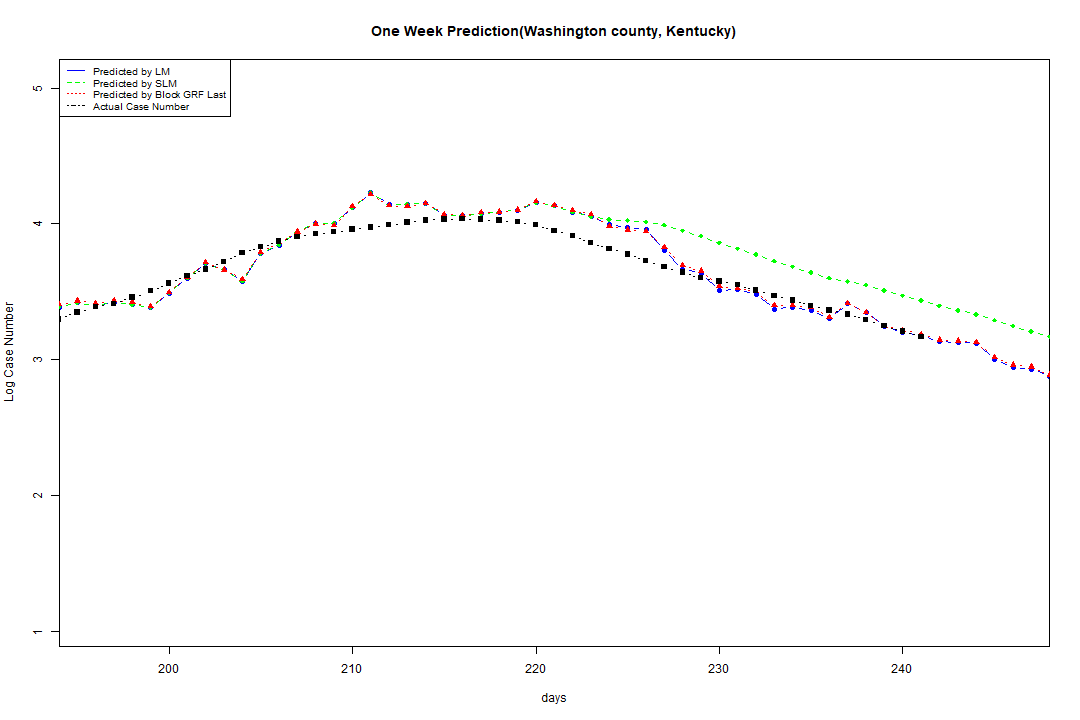 One Week Prediction(Washington county, Kentucky)
Predicted by LM
Predicted by SLM
Predicted by Block GRF Last
Actual Case Number
5
4
3
2
1
Log Case Number
200
210
220
230
240
days